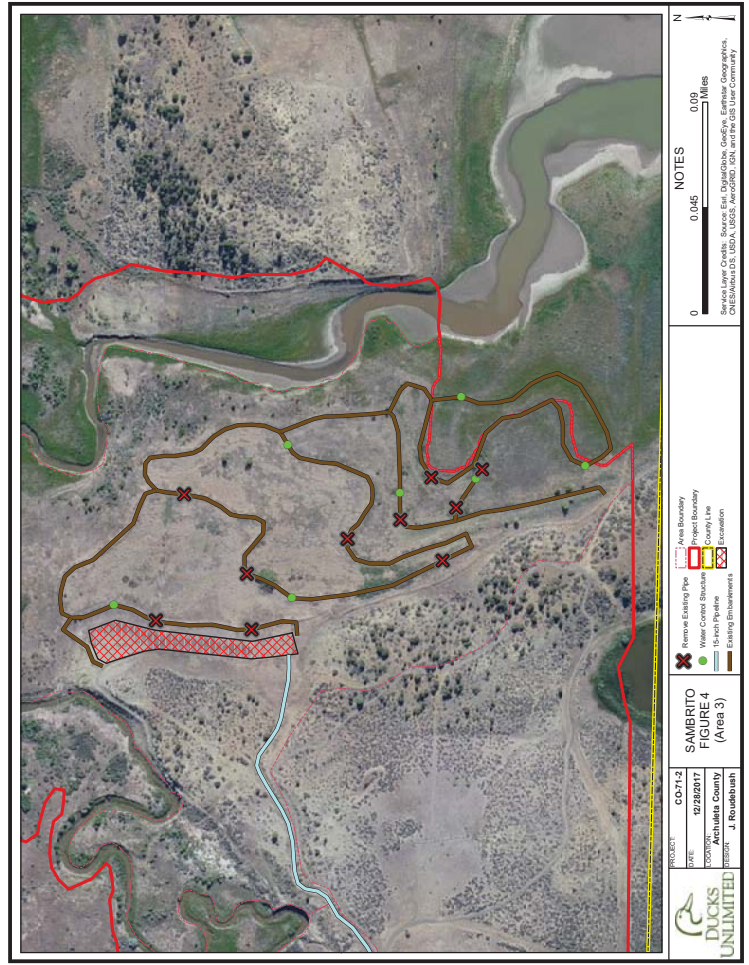 DUCKS
UNLIMITED
PROJECT: CO-71-2
DATE: 12/28/2017
LOCATION: Archuleta County
DESIGN: J. Roudebush
SAMBRITO
FIGURE 4
(Area 3)
Remove Existing Pipe
Water Control Structure
15-inch Pipeline
Existing Embankments
Area Boundary
Project Boundary
County Line
Excavation
NOTES
0 0.045 0.09
Miles
Service Layer Credits: Source: Esri, DigitalGlobe, GeoEye, Earthstar Geographics,
CNES/Airbus DS, USDA, USGS, AeroGRID, IGN, and the GIS User Community
N